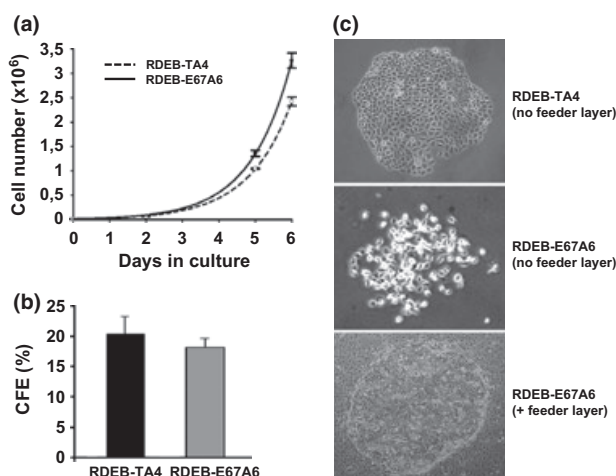 (a)
3,5
3
2,5
2
1,5
1
0,5
0
Cell number (x10⁶)
RDEB-TA4
RDEB-E67A6
0 1 2 3 4 5 6
Days in culture
(b)
25
20
15
10
5
0
CFE (%)
RDEB-TA4 RDEB-E67A6
(c)
RDEB-TA4
(no feeder layer)
RDEB-E67A6
(no feeder layer)
RDEB-E67A6
(+ feeder layer)